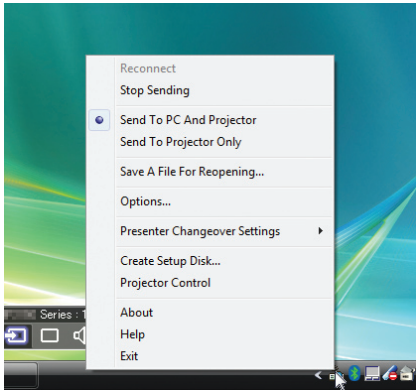 Reconnect
Stop Sending
Send To PC And Projector
Send To Projector Only
Save A File For Reopening...
Options...
Presenter Changeover Settings
Create Setup Disk...
Projector Control
About
Help
Exit
Series :